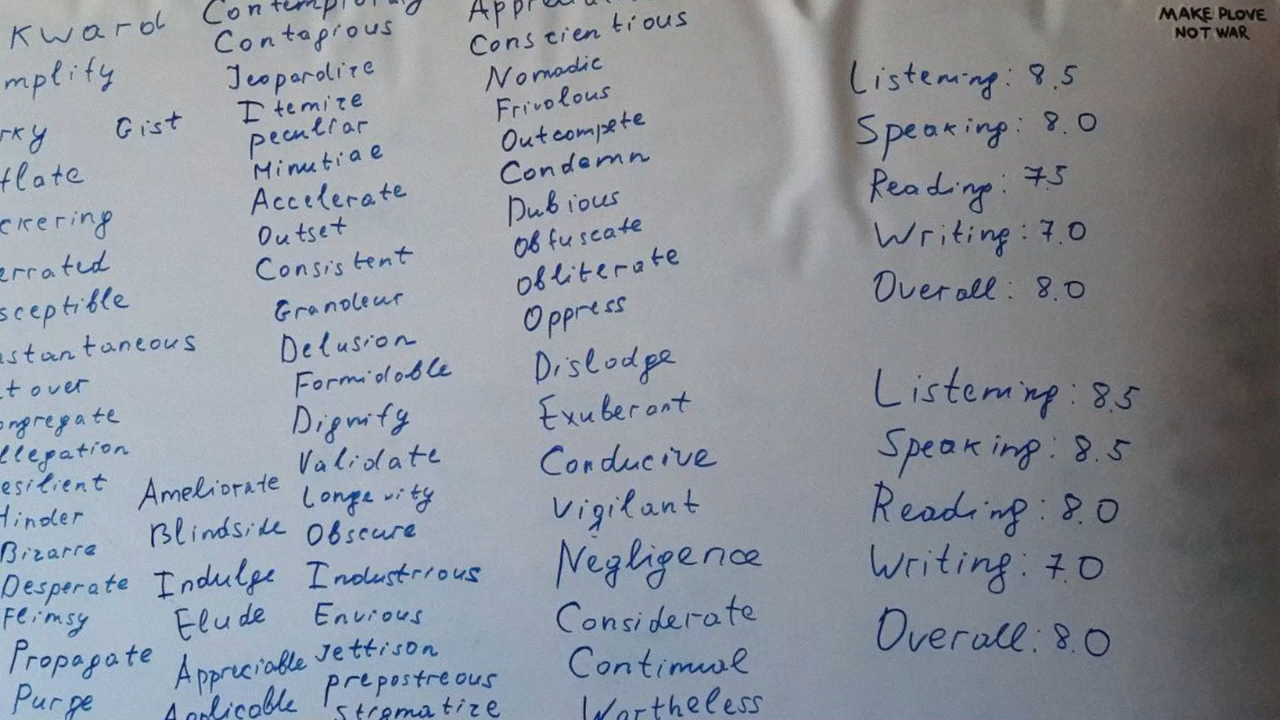 Contagious
Jeopardize
Itemize
peculiar
Minutiae
Accelerate
Outset
Consistent
Grandeur
Delusion
Formidable
Dignify
Validate
Longevity
Obscure
Industrious
Envious
Jettison
prepostreous
stigmatize
Gist
Ameliorate
Blindside
Indulge
Elude
Appreciable
Applicable
Hinder
Bizarre
Desperate
Flimsy
Propagate
Purge
Conscientious
Nomadic
Frivolous
Outcompete
Condemn
Dubious
Obfuscate
Obliterate
Oppress
Dislodge
Exuberant
Conducive
Vigilant
Negligence
Considerate
Continual
Worthless
MAKE PLOVE
NOT WAR
Listening: 8.5
Speaking: 8.0
Reading: 7.5
Writing: 7.0
Overall: 8.0
Listening: 8.5
Speaking: 8.5
Reading: 8.0
Writing: 7.0
Overall: 8.0